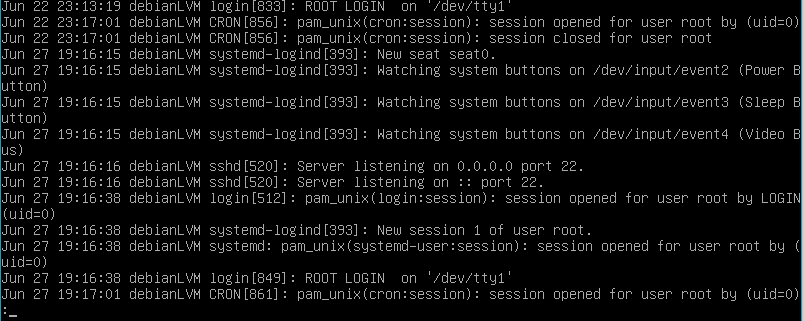 Jun 22 23:13:19 debianLVM login[833]: ROOT LOGIN  on '/dev/tty1'
Jun 22 23:17:01 debianLVM CRON[856]: pam_unix(cron:session): session opened for user root by (uid=0)
Jun 22 23:17:01 debianLVM CRON[856]: pam_unix(cron:session): session closed for user root
Jun 27 19:16:15 debianLVM systemd-logind[393]: New seat seat0.
Jun 27 19:16:15 debianLVM systemd-logind[393]: Watching system buttons on /dev/input/event2 (Power B
utton)
Jun 27 19:16:15 debianLVM systemd-logind[393]: Watching system buttons on /dev/input/event3 (Sleep B
utton)
Jun 27 19:16:15 debianLVM systemd-logind[393]: Watching system buttons on /dev/input/event4 (Video B
us)
Jun 27 19:16:16 debianLVM sshd[520]: Server listening on 0.0.0.0 port 22.
Jun 27 19:16:16 debianLVM sshd[520]: Server listening on :: port 22.
Jun 27 19:16:38 debianLVM login[512]: pam_unix(login:session): session opened for user root by LOGIN
(uid=0)
Jun 27 19:16:38 debianLVM systemd-logind[393]: New session 1 of user root.
Jun 27 19:16:38 debianLVM systemd: pam_unix(systemd-user:session): session opened for user root by (
uid=0)
Jun 27 19:16:38 debianLVM login[849]: ROOT LOGIN  on '/dev/tty1'
Jun 27 19:17:01 debianLVM CRON[861]: pam_unix(cron:session): session opened for user root by (uid=0)
:_